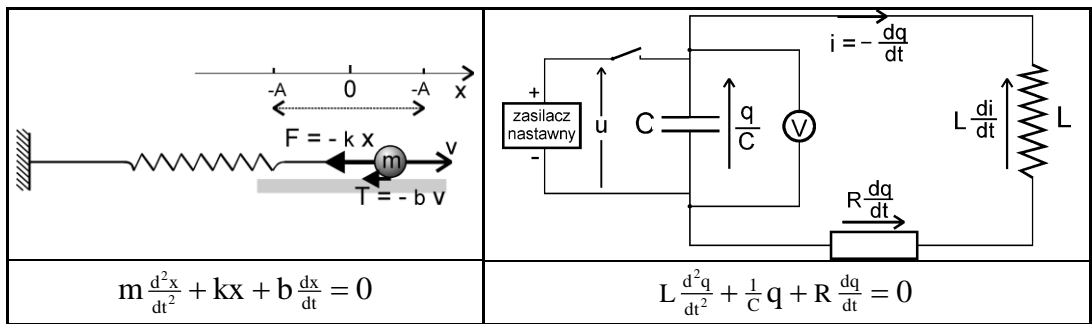 -A 0 -A x
F = - k x
v
m
T = - b v
m d²x/dt² + kx + b dx/dt = 0
i = - dq/dt
+
zasilacz
nastawny
-
u
C
q/C
V
L di/dt
L
R dq/dt
L d²q/dt² + 1/C q + R dq/dt = 0